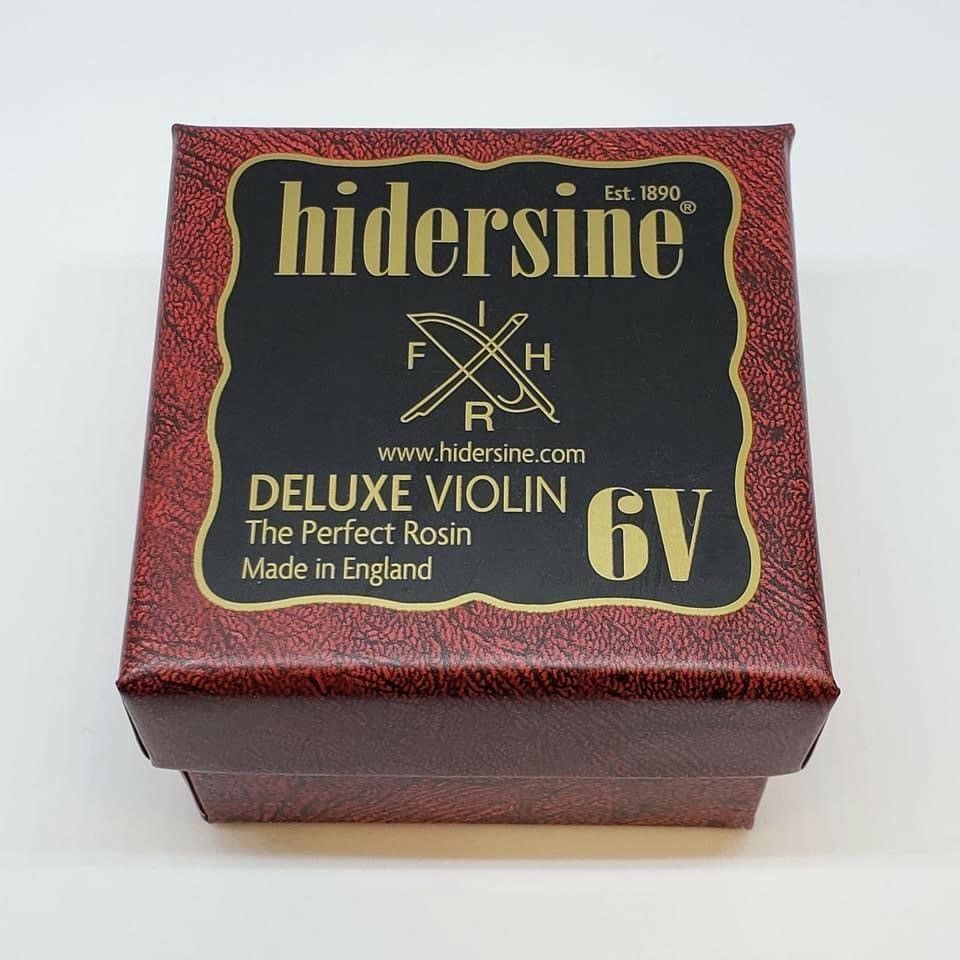 Est. 1890
hidersine®
I
F H
R
www.hidersine.com
DELUXE VIOLIN
The Perfect Rosin
Made in England
6V